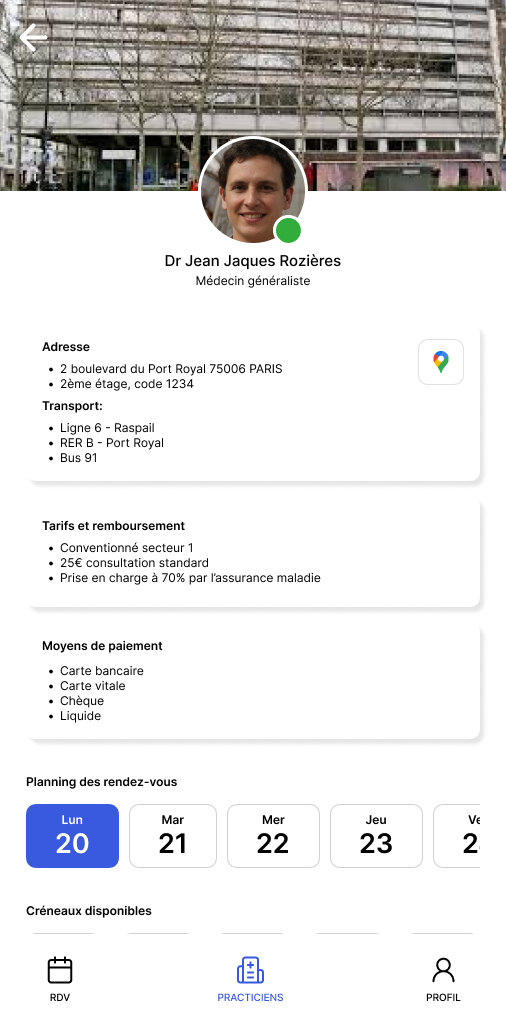 Dr Jean Jaques Rozières
Médecin généraliste
Adresse
• 2 boulevard du Port Royal 75006 PARIS
• 2ème étage, code 1234
Transport:
• Ligne 6 - Raspail
• RER B - Port Royal
• Bus 91
Tarifs et remboursement
• Conventionné secteur 1
• 25€ consultation standard
• Prise en charge à 70% par l'assurance maladie
Moyens de paiement
• Carte bancaire
• Carte vitale
• Chèque
• Liquide
Planning des rendez-vous
Lun Mar Mer Jeu Ve
20 21 22 23 2
Créneaux disponibles
RDV PRACTICIENS PROFIL